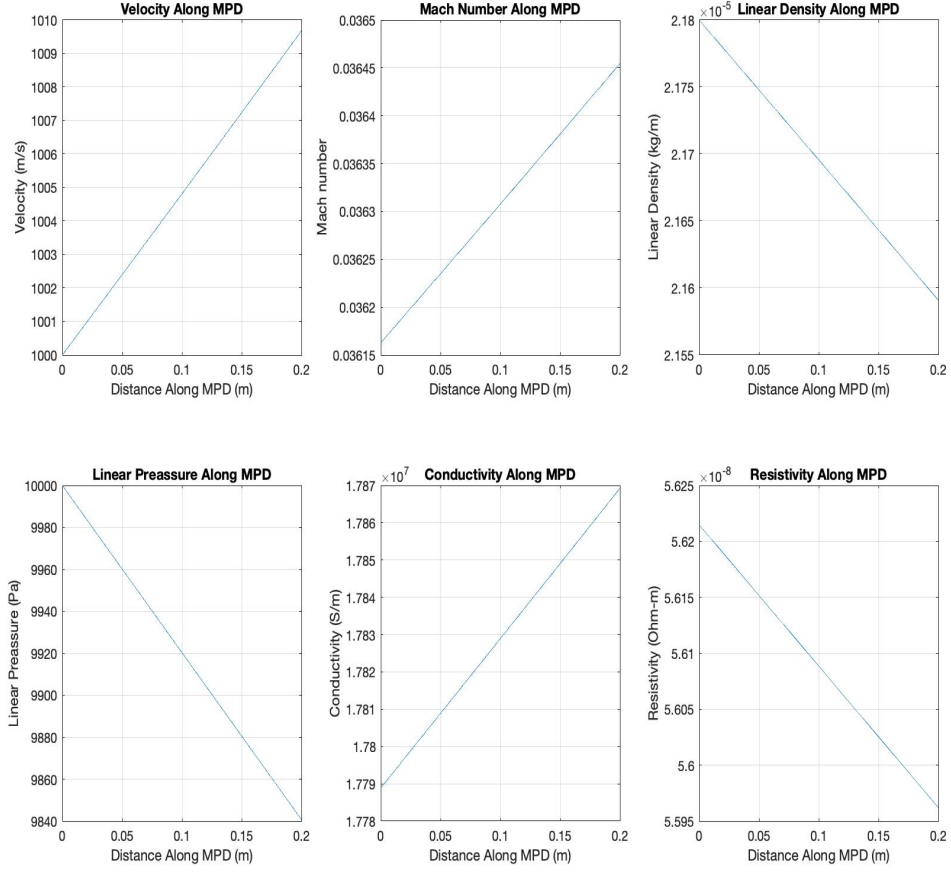 Velocity Along MPD
1010
1009
1008
1007
1006
1005
1004
1003
1002
1001
1000
Velocity (m/s)
0 0.05 0.1 0.15 0.2
Distance Along MPD (m)
Mach Number Along MPD
0.0365
0.03645
0.0364
0.03635
0.0363
0.03625
0.0362
0.03615
Mach number
0 0.05 0.1 0.15 0.2
Distance Along MPD (m)
×10-5 Linear Density Along MPD
2.18
2.175
2.17
2.165
2.16
2.155
Linear Density (kg/m)
0 0.05 0.1 0.15 0.2
Distance Along MPD (m)
Linear Preassure Along MPD
10000
9980
9960
9940
9920
9900
9880
9860
9840
Linear Preassure (Pa)
0 0.05 0.1 0.15 0.2
Distance Along MPD (m)
×107 Conductivity Along MPD
1.787
1.786
1.785
1.784
1.783
1.782
1.781
1.78
1.779
1.778
Conductivity (S/m)
0 0.05 0.1 0.15 0.2
Distance Along MPD (m)
×10-8 Resistivity Along MPD
5.625
5.62
5.615
5.61
5.605
5.6
5.595
Resistivity (Ohm-m)
0 0.05 0.1 0.15 0.2
Distance Along MPD (m)